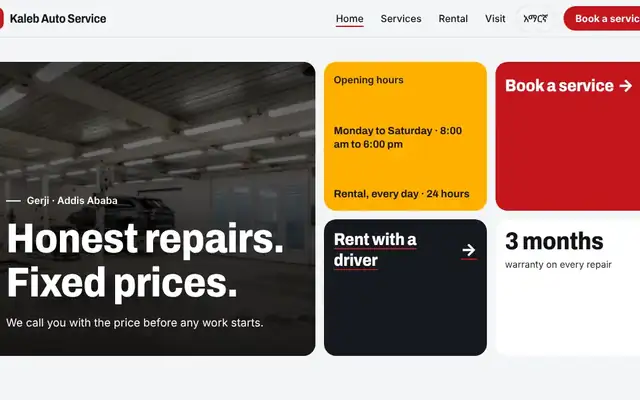 Kaleb Auto Service
Home
Services
Rental
Visit
አማርኛ
Book a servic
Gerji · Addis Ababa
Honest repairs.
Fixed prices.
We call you with the price before any work starts.
Opening hours
Monday to Saturday · 8:00
am to 6:00 pm
Rental, every day · 24 hours
Book a service →
Rent with a
driver →
3 months
warranty on every repair